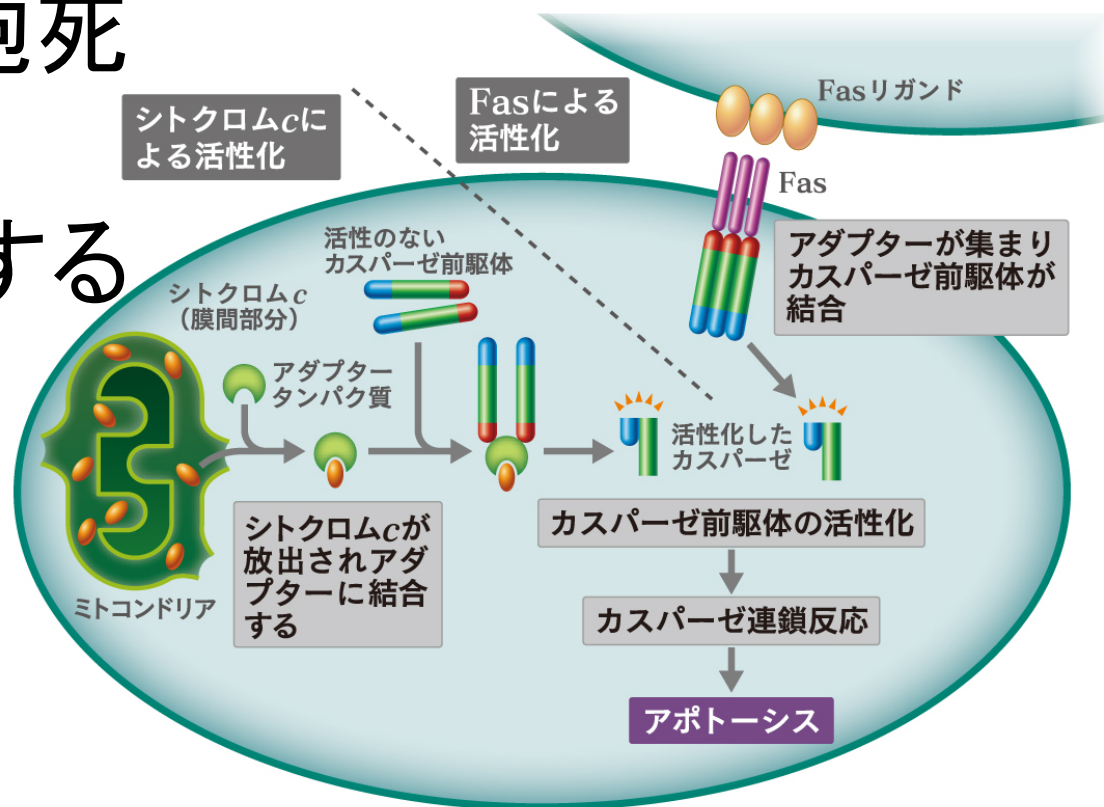 胞死
する
シトクロムcに
よる活性化
Fasによる
活性化
Fasリガンド
Fas
アダプターが集まり
カスパーゼ前駆体が
結合
活性のない
カスパーゼ前駆体
シトクロムc
（膜間部分）
アダプター
タンパク質
活性化した
カスパーゼ
ミトコンドリア
シトクロムcが
放出されアダ
プターに結合
する
カスパーゼ前駆体の活性化
カスパーゼ連鎖反応
アポトーシス